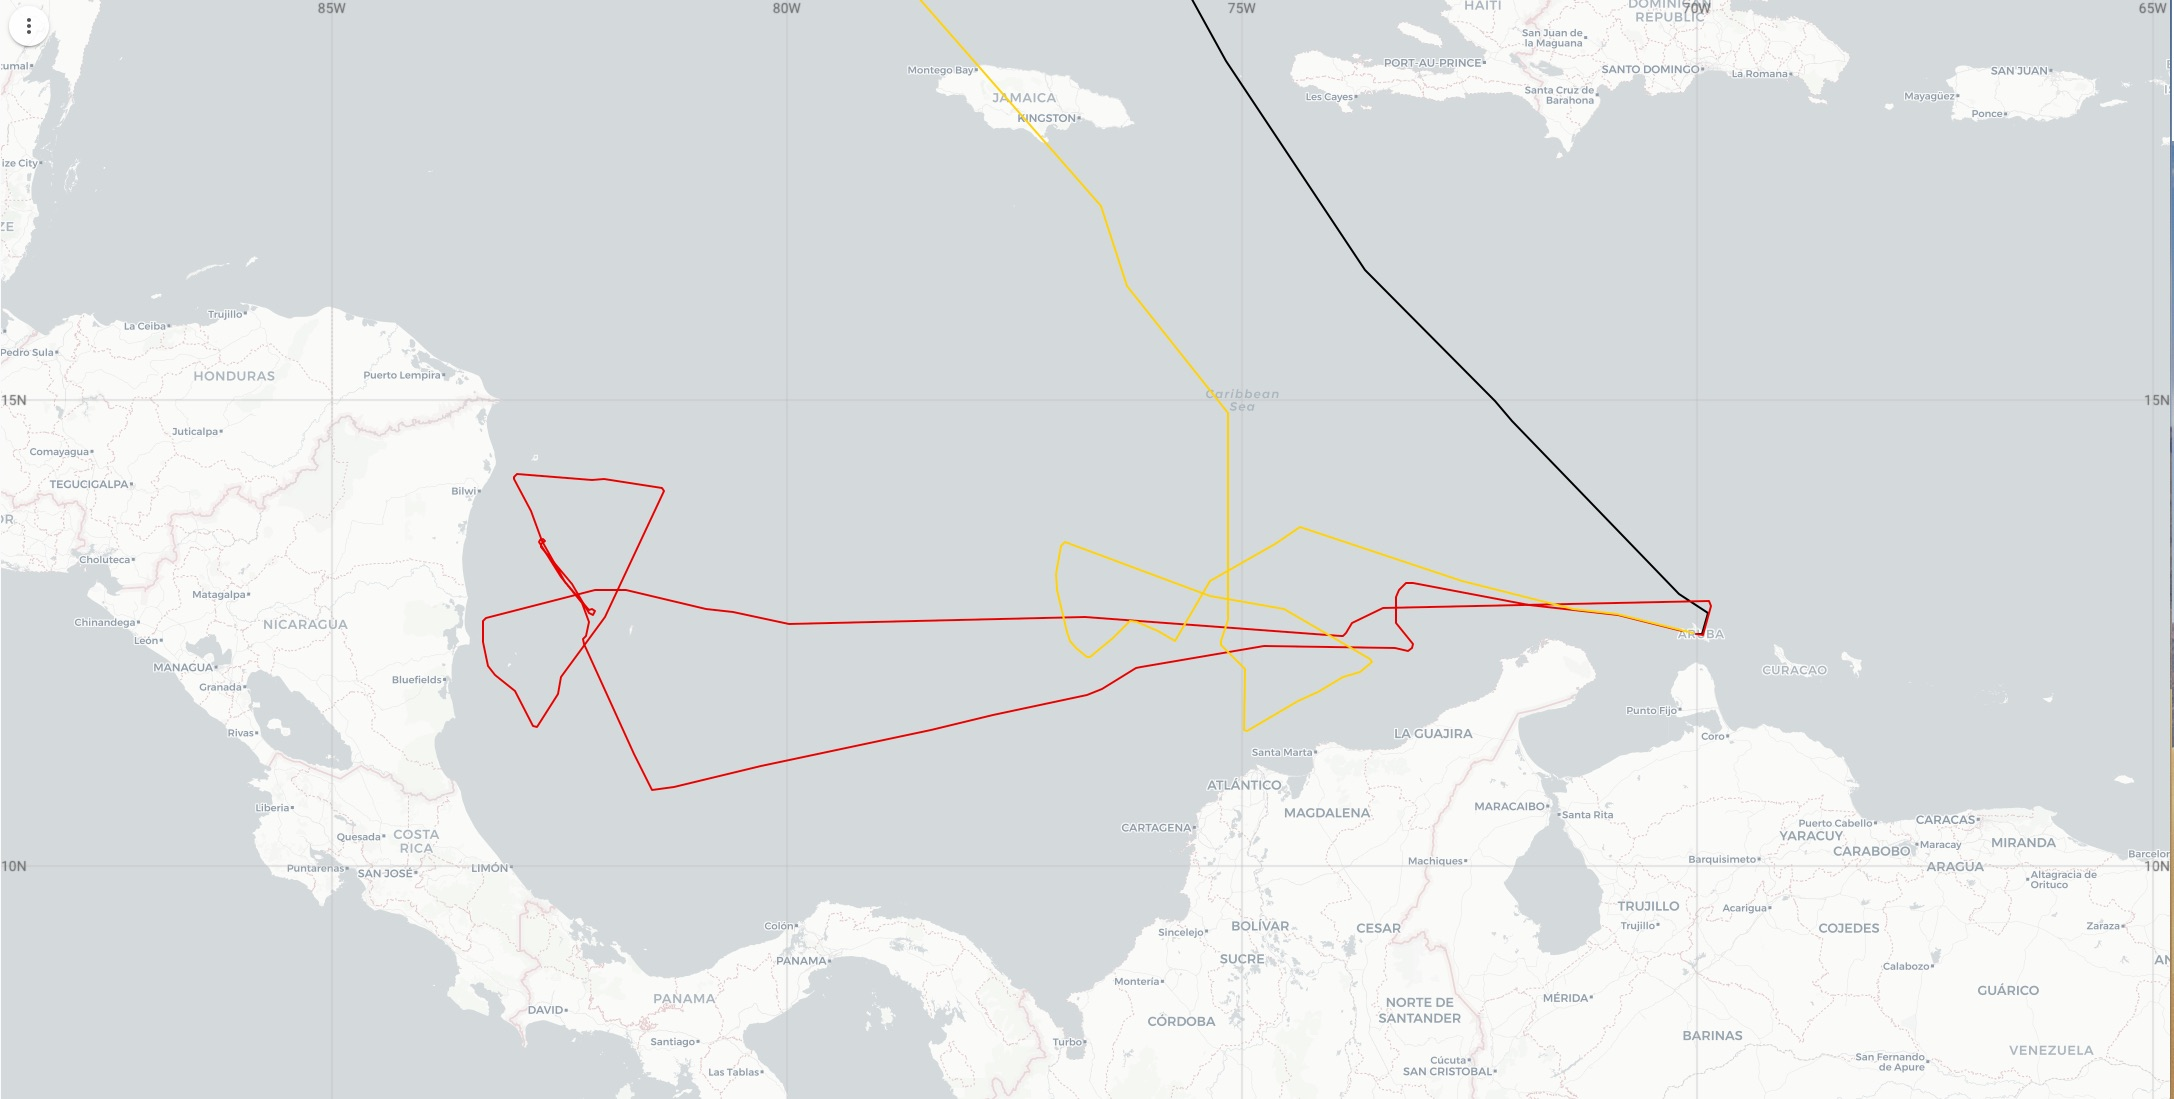 85W
80W
75W
70W
65W
HAITI
DOMINICAN
REPUBLIC
San Juan de
la Maguana
cumal
Montego Bay
PORT-AU-PRINCE
SANTO DOMINGO
La Romana
SAN JUAN
JAMAICA
Les Cayes
Santa Cruz de
Barahona
Mayagüez
KINGSTON
Ponce
ize City
ZE
La Ceiba
Trujillo
Pedro Sula
HONDURAS
Puerto Lempira
15N
Caribbean
Sea
15N
Juticalpa
Comayagua
TEGUCIGALPA
Bilwi
OR
Choluteca
Matagalpa
Chinandega
NICARAGUA
León
ARUBA
MANAGUA
CURAÇAO
Granada
Bluefields
Punto Fijo
Rivas
LA GUAJIRA
Coro
Santa Marta
ATLÁNTICO
Liberia
MAGDALENA
MARACAIBO
Santa Rita
CARTAGENA
Puerto Cabello
CARACAS
Quesada
COSTA
RICA
YARACUY
MIRANDA
Maracay
CARABOBO
Barcelon
10N
Puntarenas
SAN JOSÉ
LIMÓN
Machiques
Barquisimeto
ARAGUA
10N
Altagracia de
Orituco
TRUJILLO
Acarigua
Colón
Sincelejo
BOLÍVAR
CESAR
Trujillo
COJEDES
Zaraza
PANAMA
SUCRE
Calabozo
AN
Montería
PANAMA
MÉRIDA
GUÁRICO
DAVID
NORTE DE
SANTANDER
CÓRDOBA
BARINAS
Santiago
Turbo
VENEZUELA
Cúcuta
SAN CRISTOBAL
San Fernando
de Apure
Las Tablas